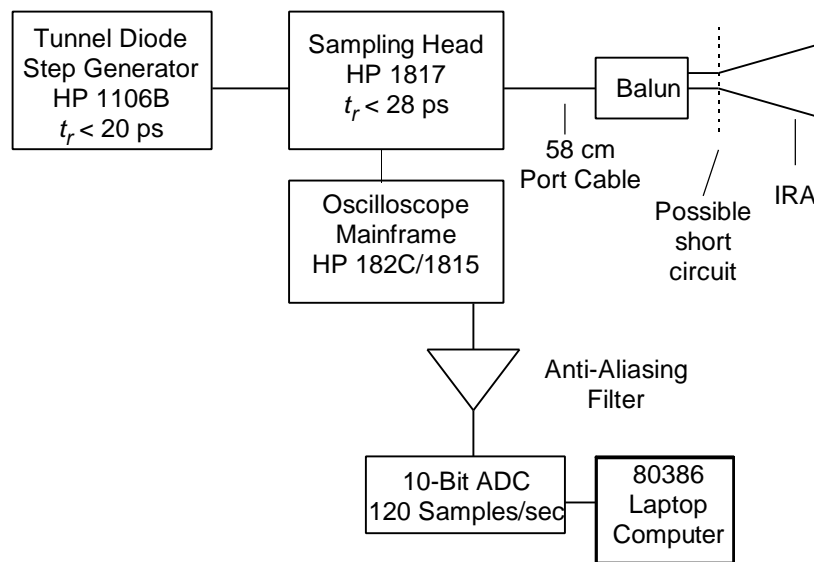 Tunnel Diode
Step Generator
HP 1106B
t_r < 20 ps
Sampling Head
HP 1817
t_r < 28 ps
Balun
58 cm
Port Cable
Possible
short
circuit
IRA
Oscilloscope
Mainframe
HP 182C/1815
Anti-Aliasing
Filter
10-Bit ADC
120 Samples/sec
80386
Laptop
Computer